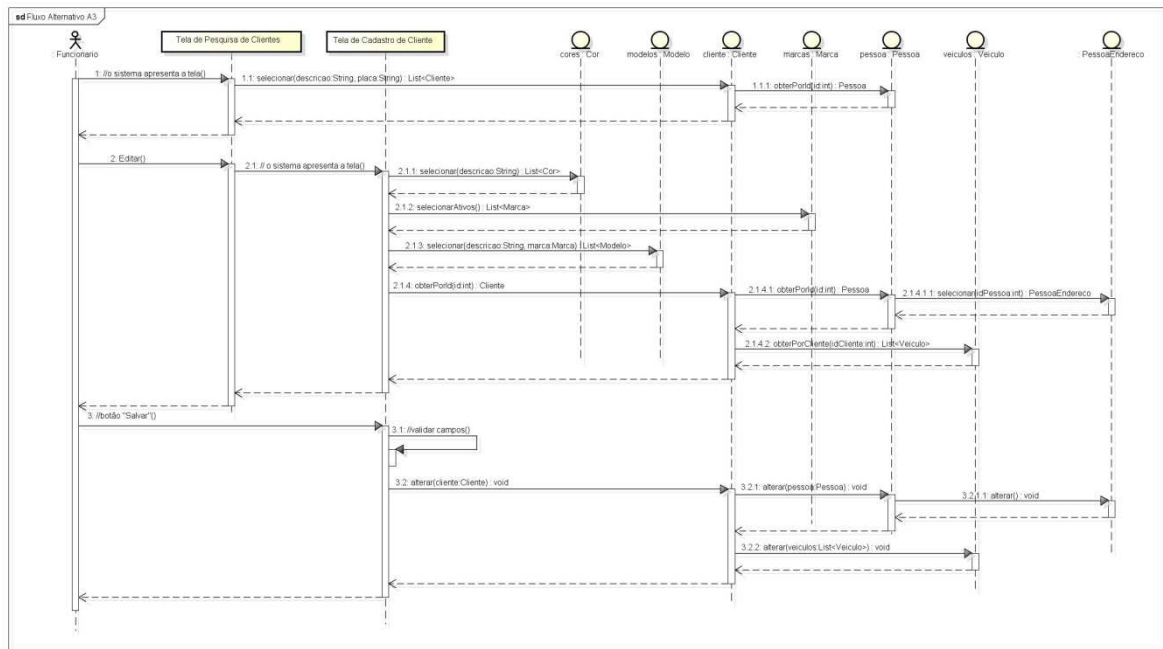 sd Fluxo Alternativo A3
: Funcionario
Tela de Pesquisa de Clientes
Tela de Cadastro de Cliente
cores : Cor
modelos : Modelo
cliente : Cliente
marcas : Marca
pessoa : Pessoa
veiculos : Veiculo
: PessoaEndereco
1: //o sistema apresenta a tela()
1.1: selecionar(descricao:String, placa:String) : List<Cliente>
1.1.1: obterPorId(id:int) : Pessoa
2: Editar()
2.1: // o sistema apresenta a tela()
2.1.1: selecionar(descricao:String) : List<Cor>
2.1.2: selecionarAtivos() : List<Marca>
2.1.3: selecionar(descricao:String, marca:Marca) : List<Modelo>
2.1.4: obterPorId(id:int) : Cliente
2.1.4.1: obterPorId(id:int) : Pessoa
2.1.4.1.1: selecionar(idPessoa:int) : PessoaEndereco
2.1.4.2: obterPorCliente(idCliente:int) : List<Veiculo>
3: //botão "Salvar"()
3.1: //validar campos()
3.2: alterar(cliente:Cliente) : void
3.2.1: alterar(pessoa:Pessoa) : void
3.2.1.1: alterar() : void
3.2.2: alterar(veiculos:List<Veiculo>) : void